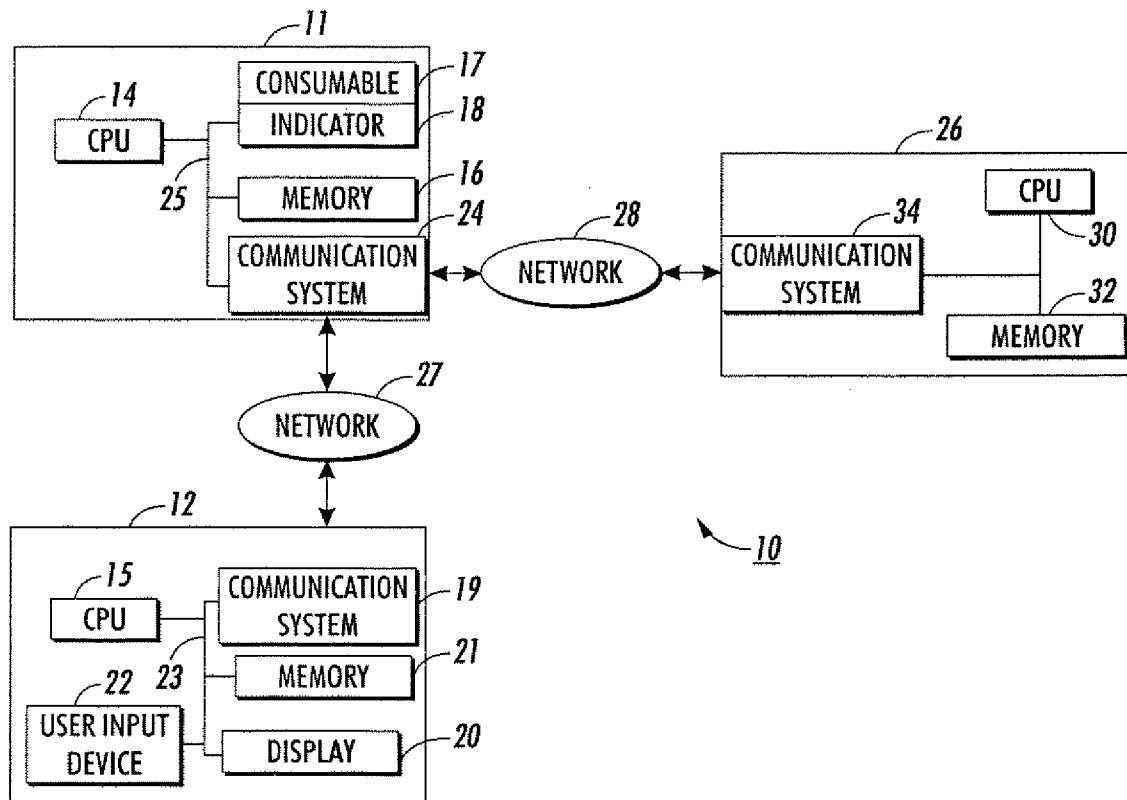 11
CONSUMABLE 17
INDICATOR 18
14
CPU
25
MEMORY 16
24
COMMUNICATION
SYSTEM
28
NETWORK
26
CPU
30
34
COMMUNICATION
SYSTEM
32
MEMORY
27
NETWORK
12
15
CPU
COMMUNICATION
SYSTEM
19
23
MEMORY 21
22
USER INPUT
DEVICE
DISPLAY 20
10